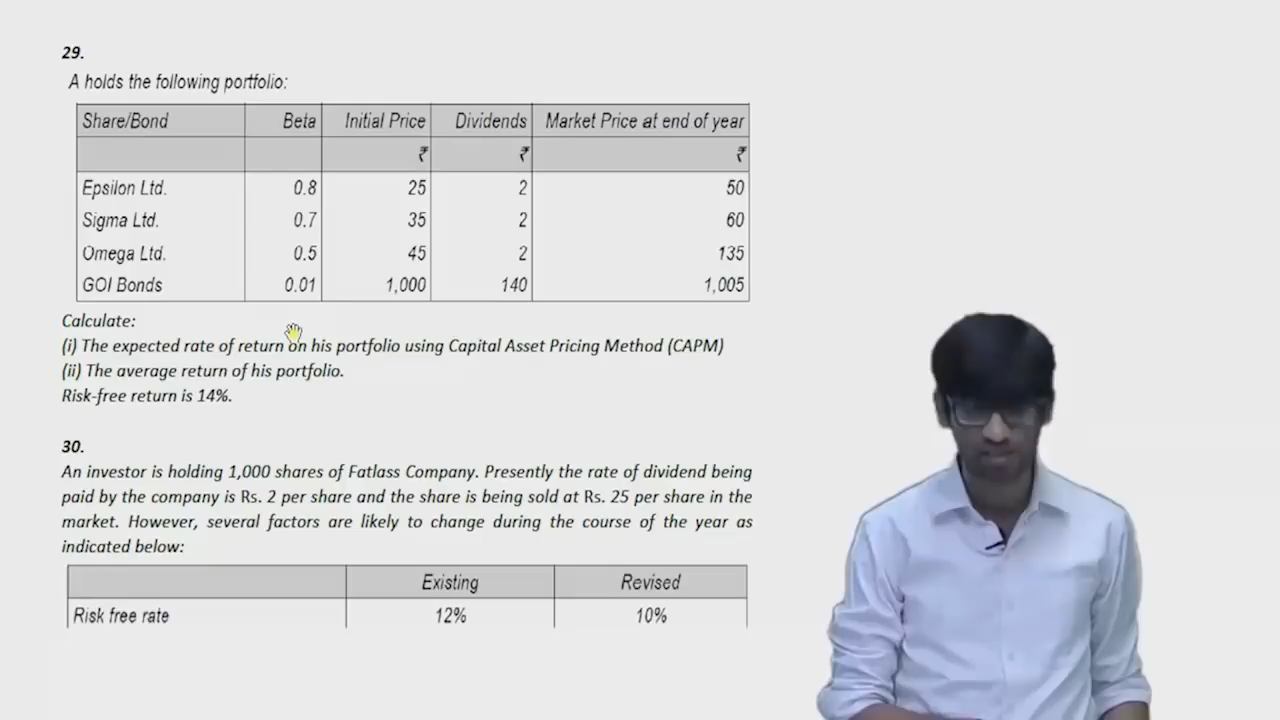 29.
A holds the following portfolio:
Share/Bond Beta Initial Price Dividends Market Price at end of year
₹ ₹ ₹
Epsilon Ltd. 0.8 25 2 50
Sigma Ltd. 0.7 35 2 60
Omega Ltd. 0.5 45 2 135
GOI Bonds 0.01 1,000 140 1,005
Calculate:
(i) The expected rate of return on his portfolio using Capital Asset Pricing Method (CAPM)
(ii) The average return of his portfolio.
Risk-free return is 14%.
30.
An investor is holding 1,000 shares of Fatlass Company. Presently the rate of dividend being
paid by the company is Rs. 2 per share and the share is being sold at Rs. 25 per share in the
market. However, several factors are likely to change during the course of the year as
indicated below:
Existing Revised
Risk free rate 12% 10%